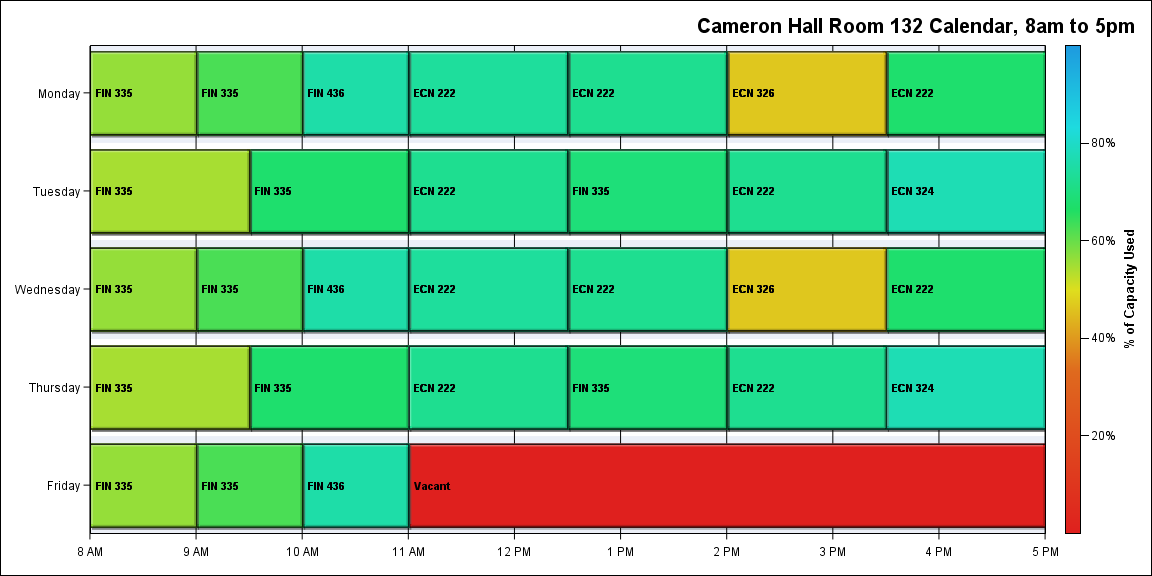 Cameron Hall Room 132 Calendar, 8am to 5pm
Monday
FIN 335
FIN 335
FIN 436
ECN 222
ECN 222
ECN 326
ECN 222
Tuesday
FIN 335
FIN 335
ECN 222
FIN 335
ECN 222
ECN 324
Wednesday
FIN 335
FIN 335
FIN 436
ECN 222
ECN 222
ECN 326
ECN 222
Thursday
FIN 335
FIN 335
ECN 222
FIN 335
ECN 222
ECN 324
Friday
FIN 335
FIN 335
FIN 436
Vacant
8 AM
9 AM
10 AM
11 AM
12 PM
1 PM
2 PM
3 PM
4 PM
5 PM
80%
60%
40%
20%
% of Capacity Used